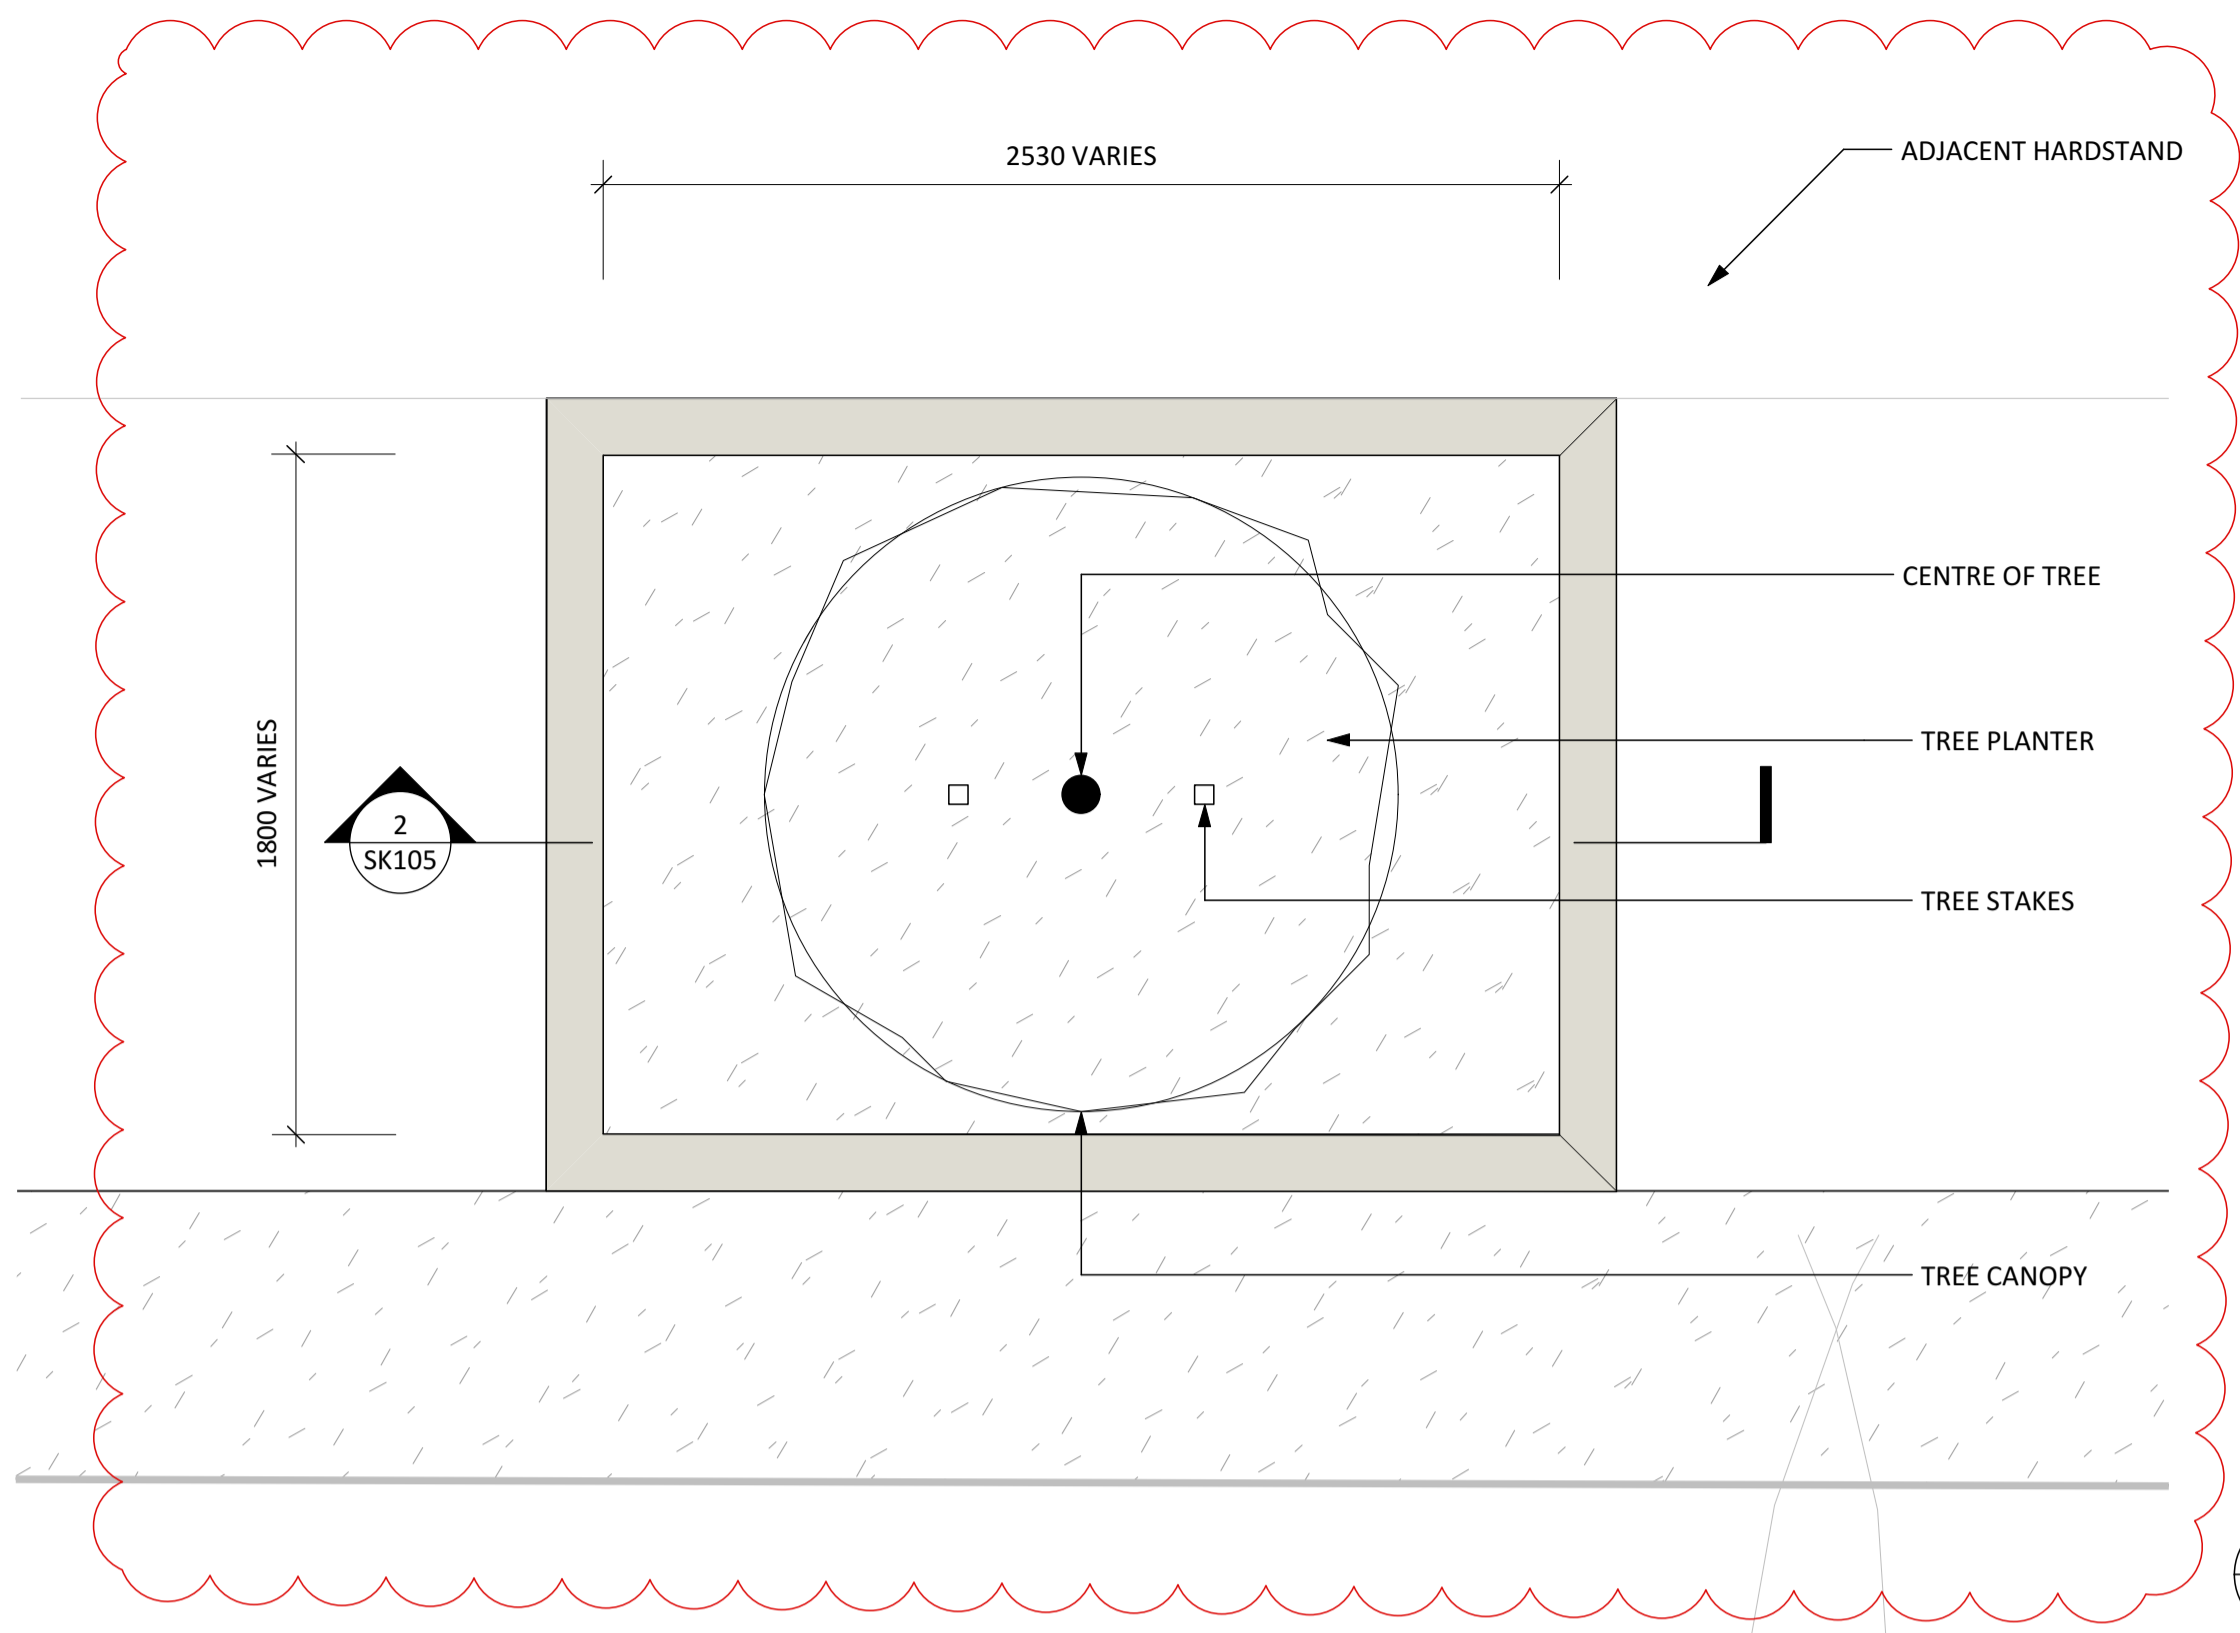 2530 VARIES
ADJACENT HARDSTAND
CENTRE OF TREE
TREE PLANTER
1800 VARIES
2
SK105
TREE STAKES
TREE CANOPY